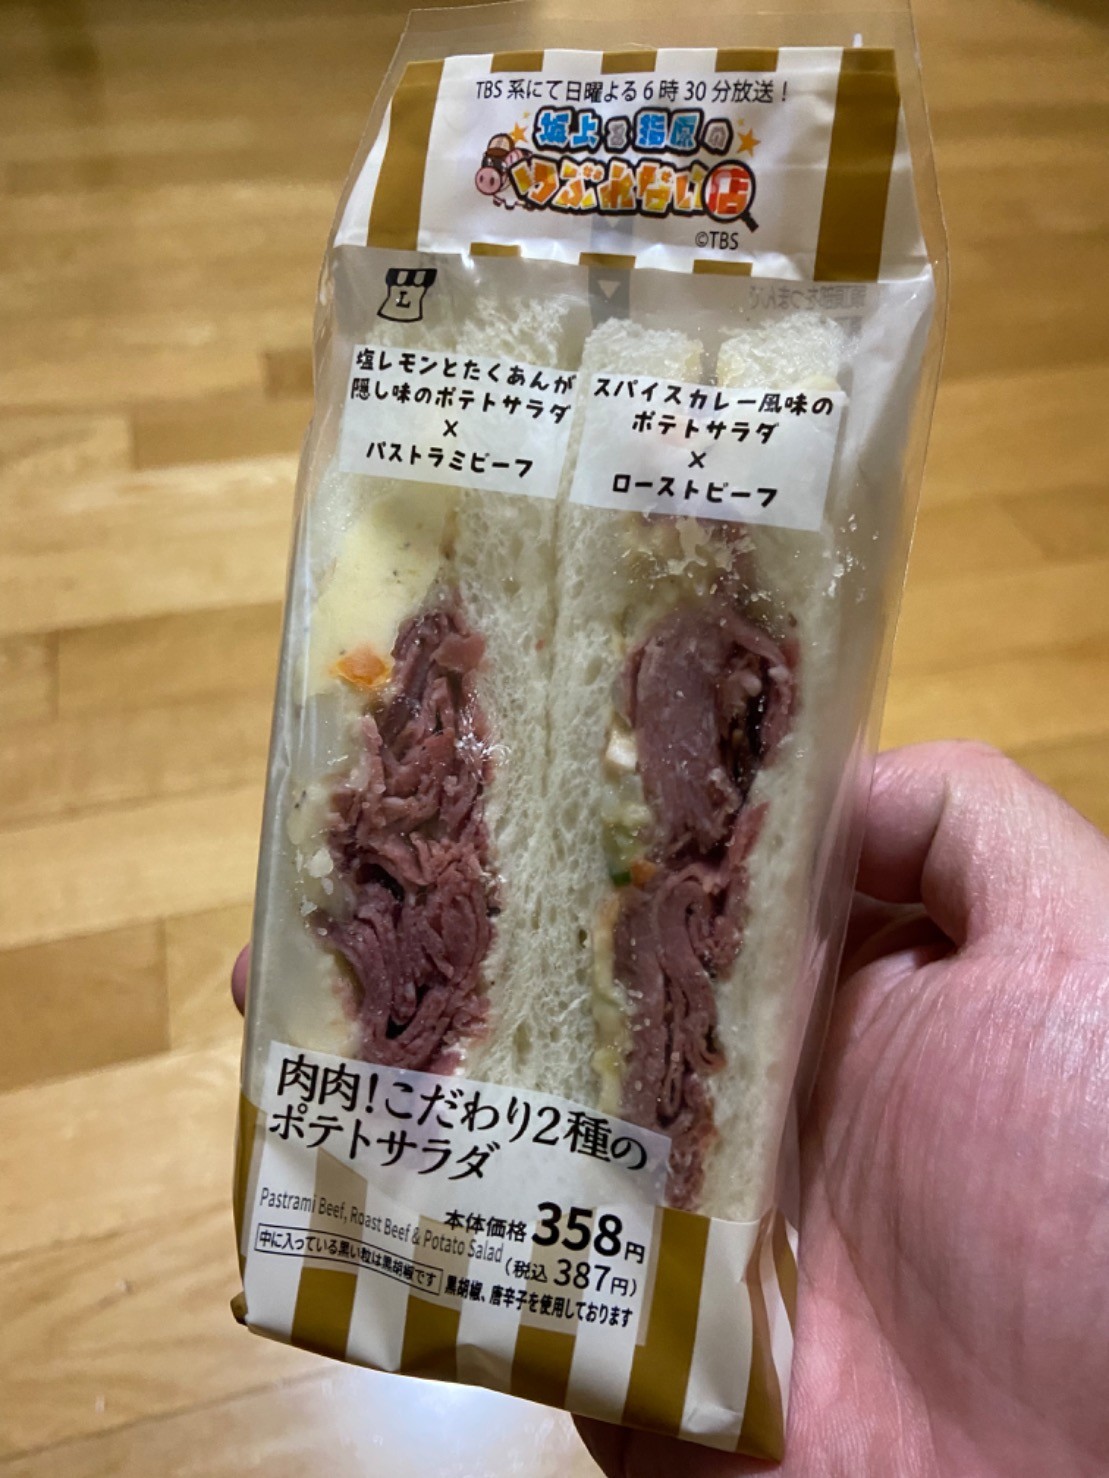 TBS系にて日曜よる6時30分放送！
坂上&指原の
つぶれない店
©TBS
L
塩レモンとたくあんが
隠し味のポテトサラダ
×
パストラミビーフ
スパイスカレー風味の
ポテトサラダ
×
ローストビーフ
肉肉！こだわり2種の
ポテトサラダ
Pastrami Beef, Roast Beef & Potato Salad
本体価格358円
(税込387円)
中に入っている黒い粒は黒胡椒です
黒胡椒、唐辛子を使用しております